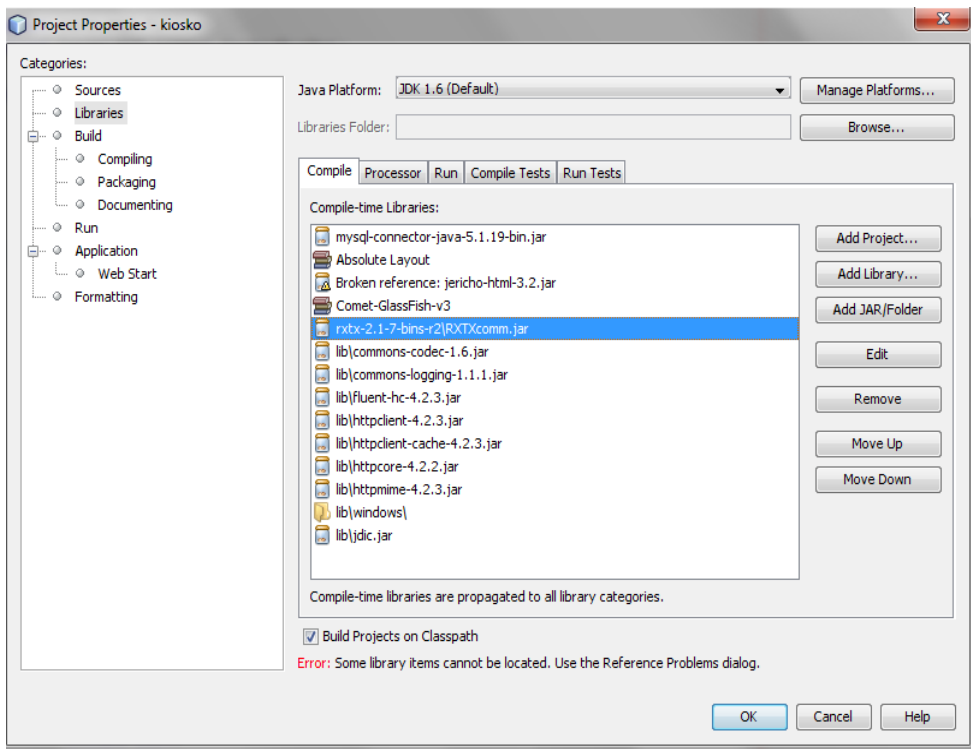 Project Properties - kiosko
Categories:
Sources
Libraries
Build
Compiling
Packaging
Documenting
Run
Application
Web Start
Formatting
Java Platform: JDK 1.6 (Default) Manage Platforms...
Libraries Folder: Browse...
Compile Processor Run Compile Tests Run Tests
Compile-time Libraries:
mysql-connector-java-5.1.19-bin.jar
Absolute Layout
Broken reference: jericho-html-3.2.jar
Comet-GlassFish-v3
rxtx-2.1-7-bins-r2\RXTXcomm.jar
lib\commons-codec-1.6.jar
lib\commons-logging-1.1.1.jar
lib\fluent-hc-4.2.3.jar
lib\httpclient-4.2.3.jar
lib\httpclient-cache-4.2.3.jar
lib\httpcore-4.2.2.jar
lib\httpmime-4.2.3.jar
lib\windows\
lib\jdic.jar
Add Project...
Add Library...
Add JAR/Folder
Edit
Remove
Move Up
Move Down
Compile-time libraries are propagated to all library categories.
Build Projects on Classpath
Error: Some library items cannot be located. Use the Reference Problems dialog.
OK Cancel Help